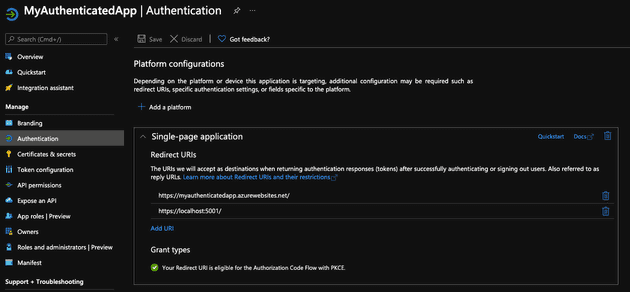 MyAuthenticatedApp | Authentication
Search (Cmd+/)
Save
Discard
Got feedback?
Overview
Quickstart
Integration assistant
Manage
Branding
Authentication
Certificates & secrets
Token configuration
API permissions
Expose an API
App roles | Preview
Owners
Roles and administrators | Preview
Manifest
Support + Troubleshooting
Platform configurations
Depending on the platform or device this application is targeting, additional configuration may be required such as
redirect URIs, specific authentication settings, or fields specific to the platform.
Add a platform
Single-page application
Quickstart
Docs
Redirect URIs
The URIs we will accept as destinations when returning authentication responses (tokens) after successfully authenticating or signing out users. Also referred to as
reply URLs. Learn more about Redirect URIs and their restrictions
https://myauthenticatedapp.azurewebsites.net/
https://localhost:5001/
Add URI
Grant types
Your Redirect URI is eligible for the Authorization Code Flow with PKCE.